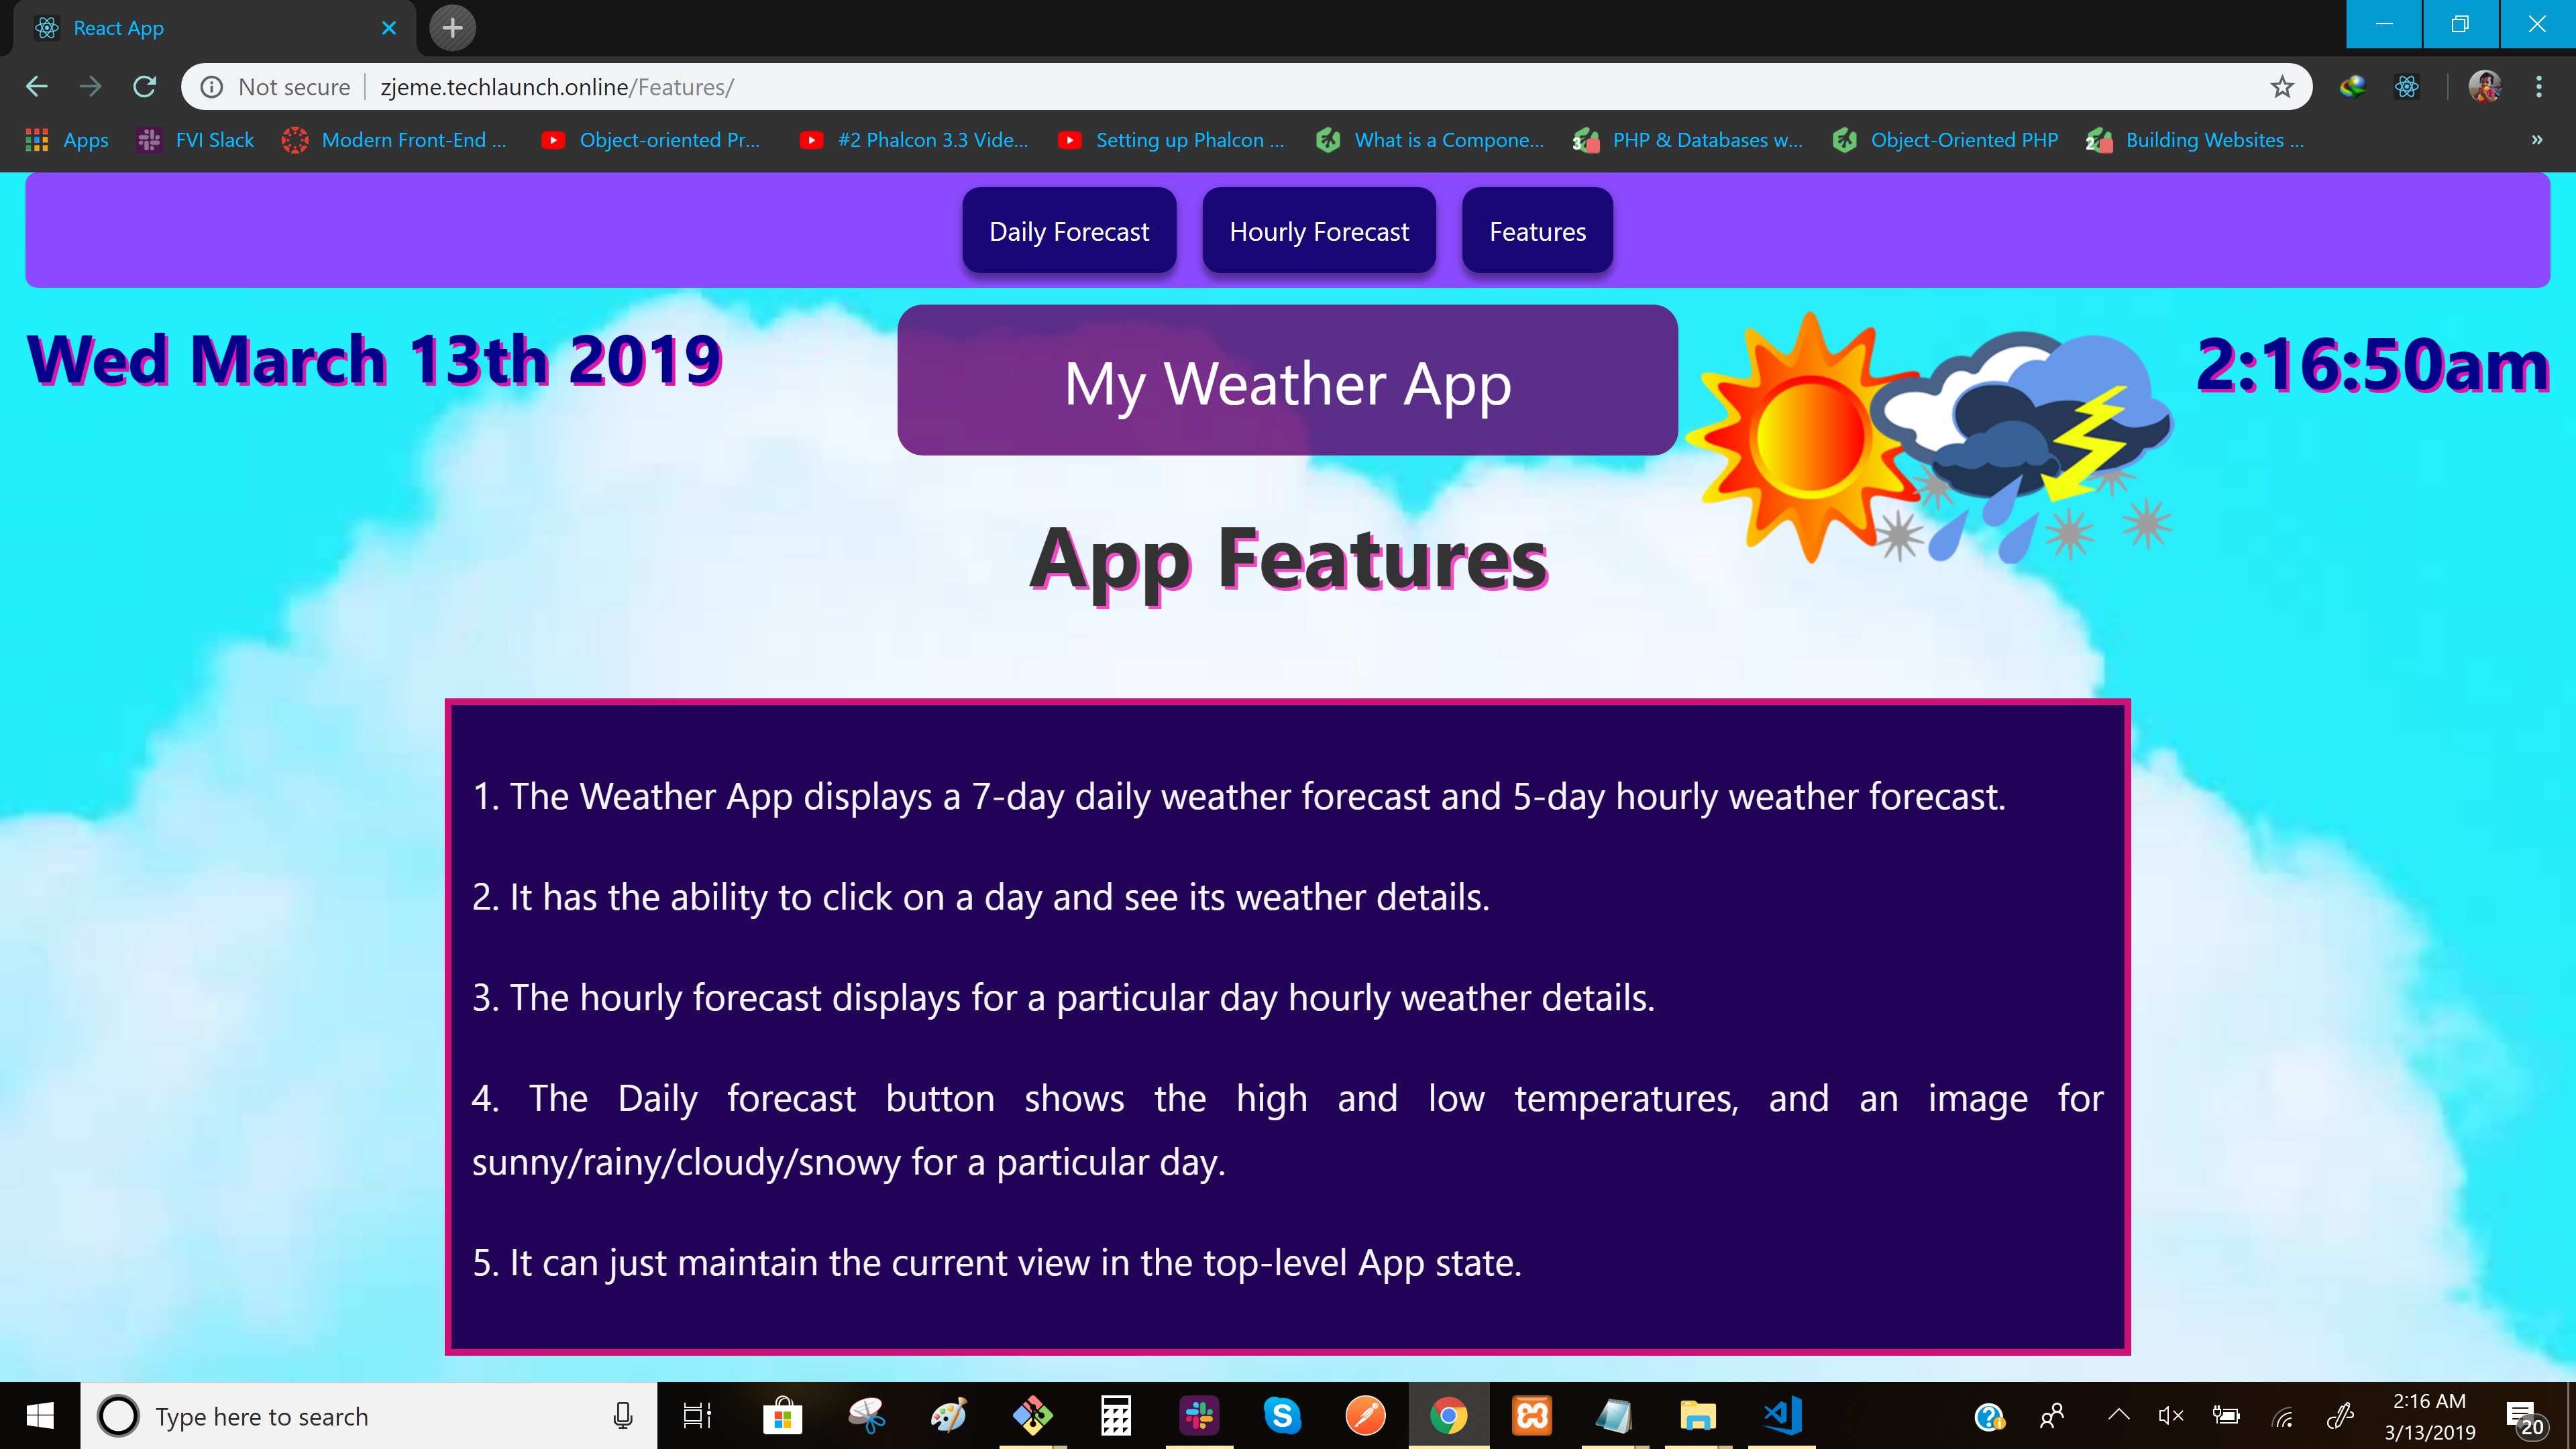 React App
Not secure zjeme.techlaunch.online/Features/
Apps FVI Slack Modern Front-End ... Object-oriented Pr... #2 Phalcon 3.3 Vide... Setting up Phalcon ... What is a Compone... 3 PHP & Databases w... Object-Oriented PHP 2 Building Websites ... »
Daily Forecast Hourly Forecast Features
Wed March 13th 2019 My Weather App 2:16:50am
App Features
1. The Weather App displays a 7-day daily weather forecast and 5-day hourly weather forecast.
2. It has the ability to click on a day and see its weather details.
3. The hourly forecast displays for a particular day hourly weather details.
4. The Daily forecast button shows the high and low temperatures, and an image for
sunny/rainy/cloudy/snowy for a particular day.
5. It can just maintain the current view in the top-level App state.
Type here to search
2:16 AM
3/13/2019
20